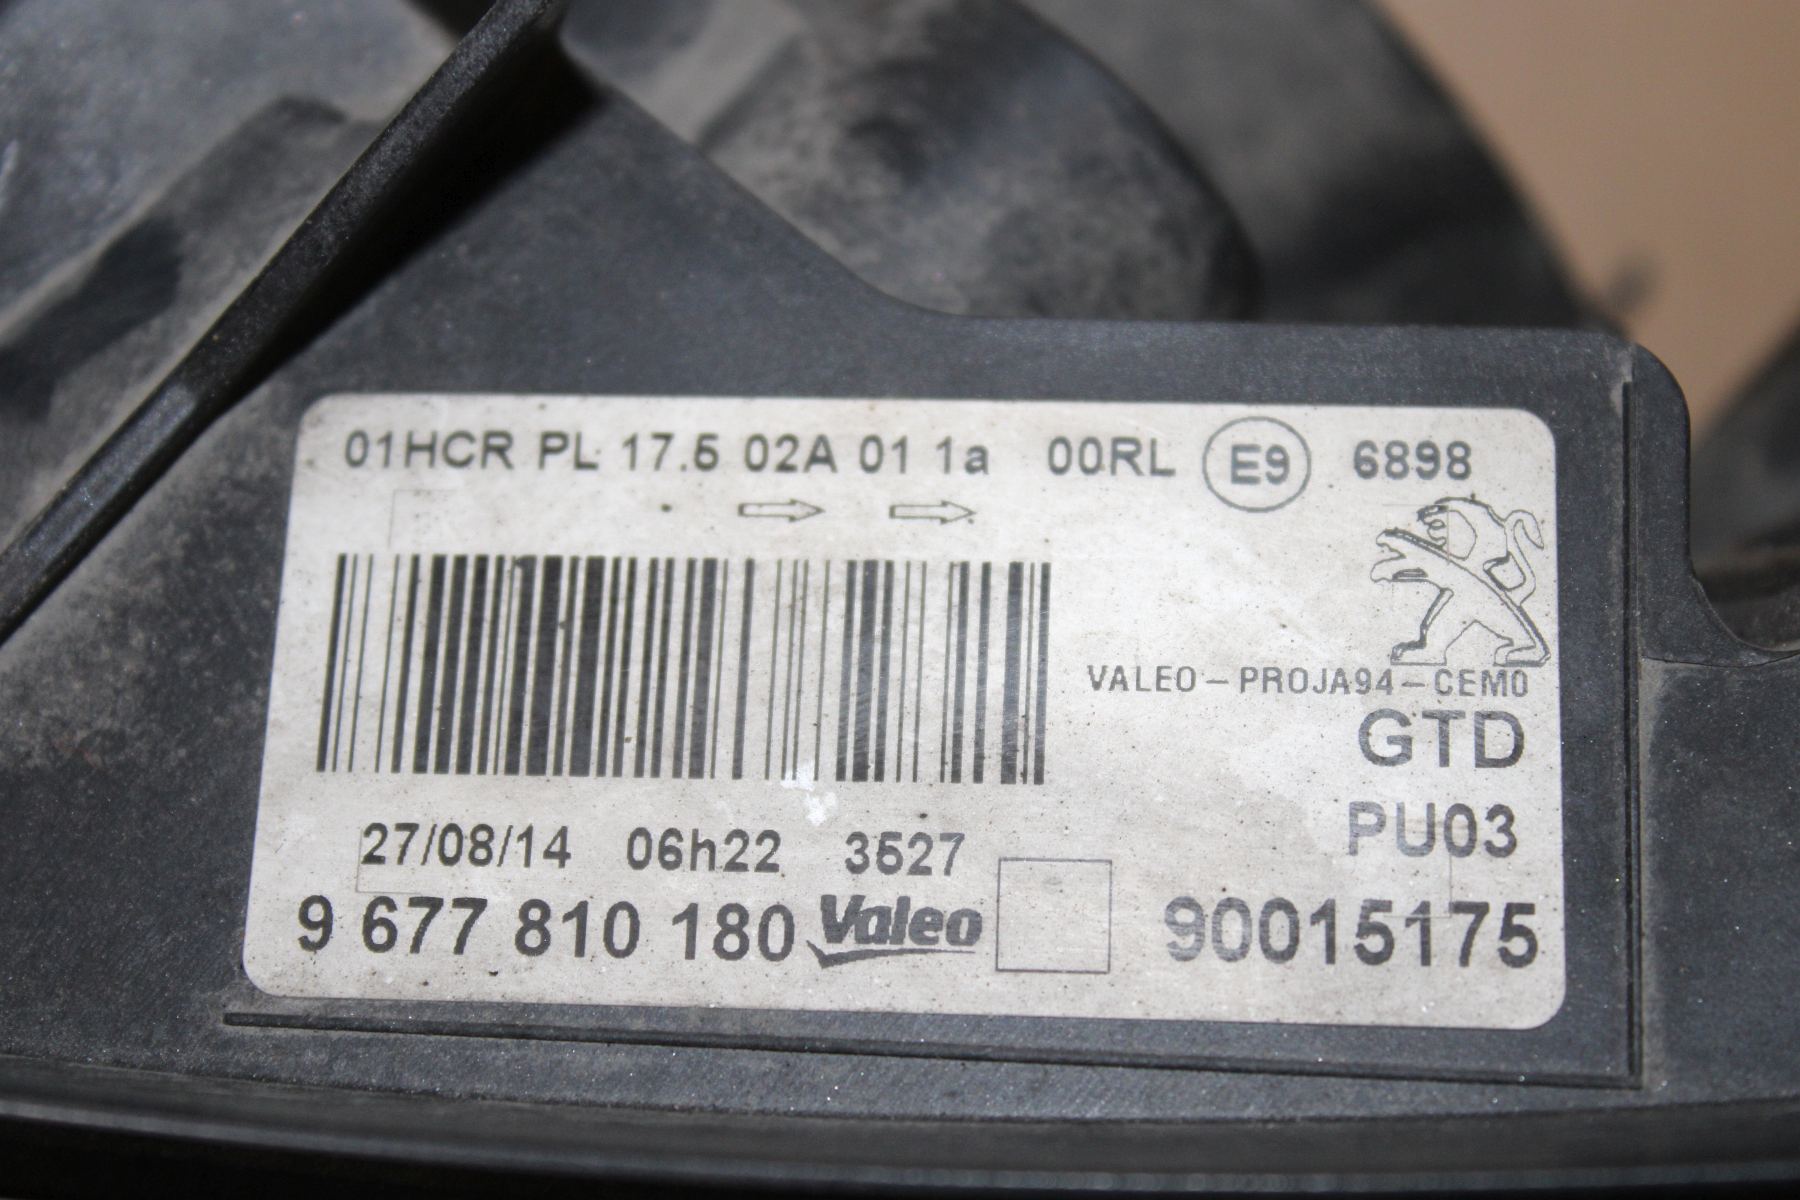 01HCR PL 17.5 02A 01 1a 00RL E9 6898
VALEO-PROJA94-CEM0
GTD
PU03
27/08/14 06h22 3527
9 677 810 180 Valeo 90015175